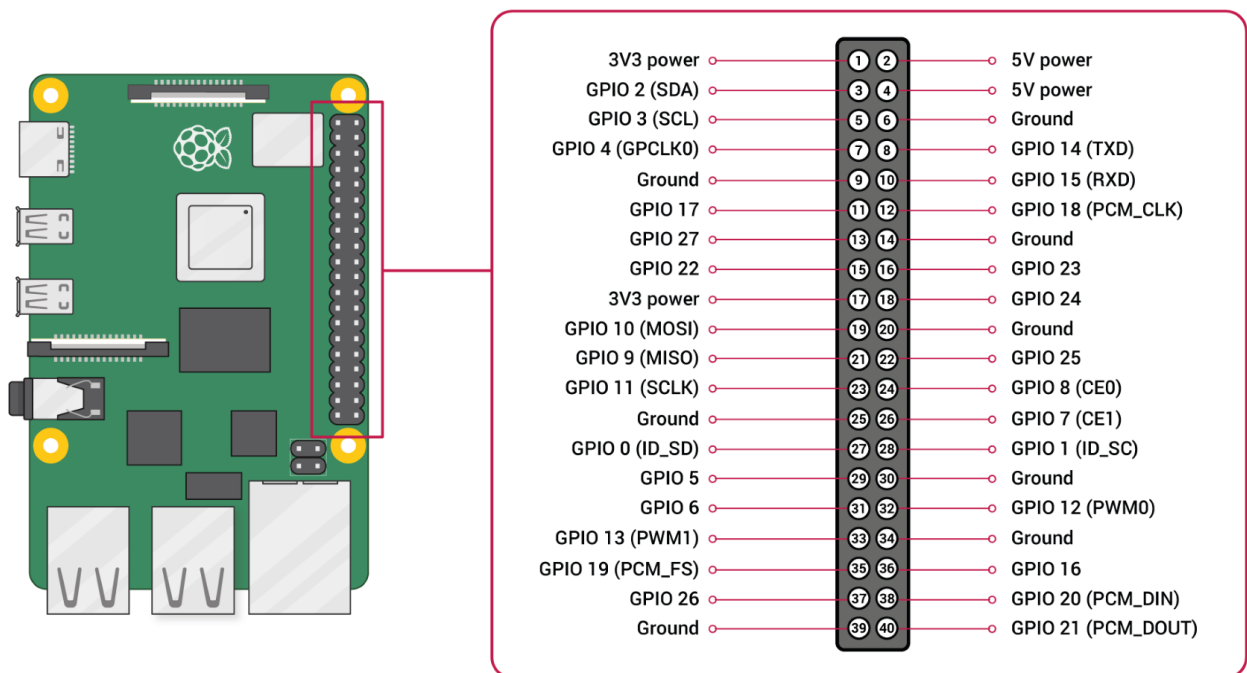 3V3 power 1 2 5V power
GPIO 2 (SDA) 3 4 5V power
GPIO 3 (SCL) 5 6 Ground
GPIO 4 (GPCLK0) 7 8 GPIO 14 (TXD)
Ground 9 10 GPIO 15 (RXD)
GPIO 17 11 12 GPIO 18 (PCM_CLK)
GPIO 27 13 14 Ground
GPIO 22 15 16 GPIO 23
3V3 power 17 18 GPIO 24
GPIO 10 (MOSI) 19 20 Ground
GPIO 9 (MISO) 21 22 GPIO 25
GPIO 11 (SCLK) 23 24 GPIO 8 (CE0)
Ground 25 26 GPIO 7 (CE1)
GPIO 0 (ID_SD) 27 28 GPIO 1 (ID_SC)
GPIO 5 29 30 Ground
GPIO 6 31 32 GPIO 12 (PWM0)
GPIO 13 (PWM1) 33 34 Ground
GPIO 19 (PCM_FS) 35 36 GPIO 16
GPIO 26 37 38 GPIO 20 (PCM_DIN)
Ground 39 40 GPIO 21 (PCM_DOUT)